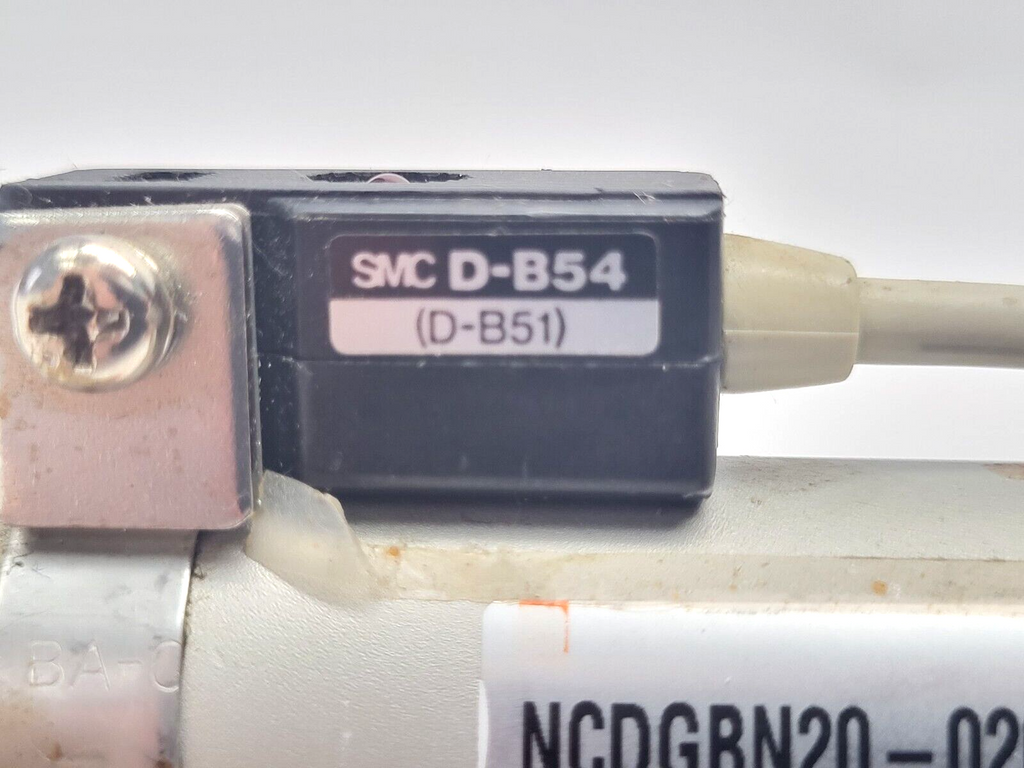 SMC D-B54
(D-B51)
BA-
NCDGBN20-02